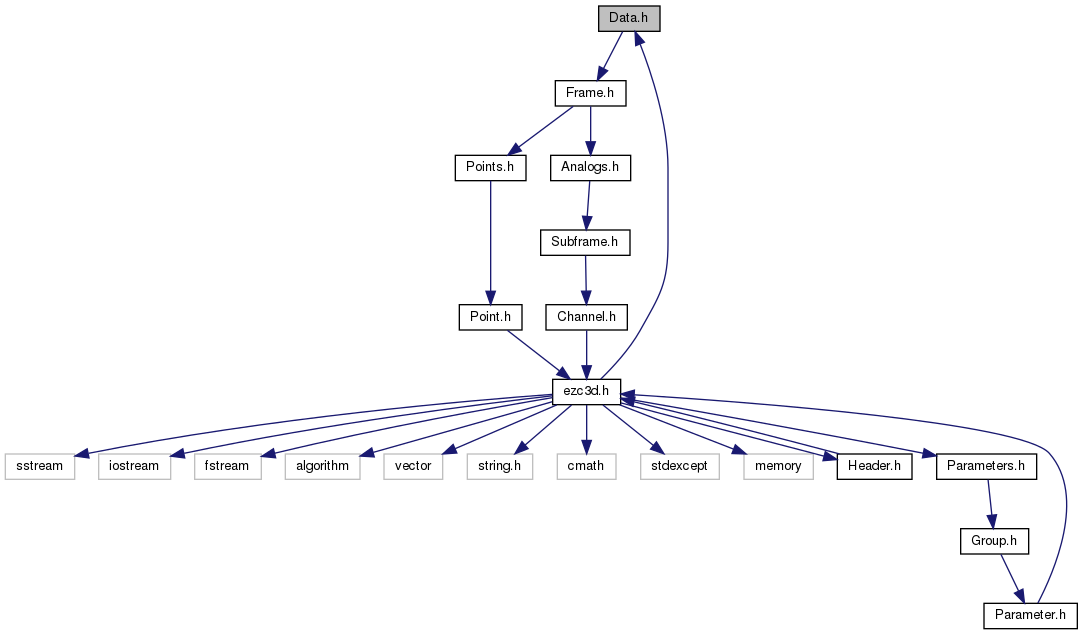 Data.h
Frame.h
Points.h
Analogs.h
Subframe.h
Point.h
Channel.h
ezc3d.h
sstream
iostream
fstream
algorithm
vector
string.h
cmath
stdexcept
memory
Header.h
Parameters.h
Group.h
Parameter.h